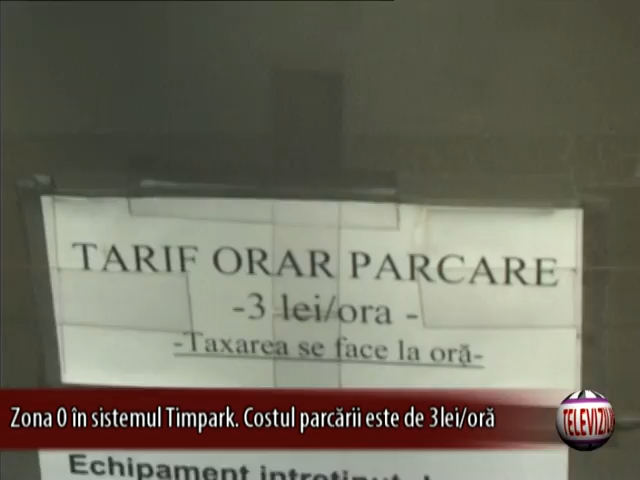 TARIF ORAR PARCARE
-3 lei/ora -
-Taxarea se face la oră-
Zona 0 în sistemul Timpark. Costul parcării este de 3lei/oră
Echipament